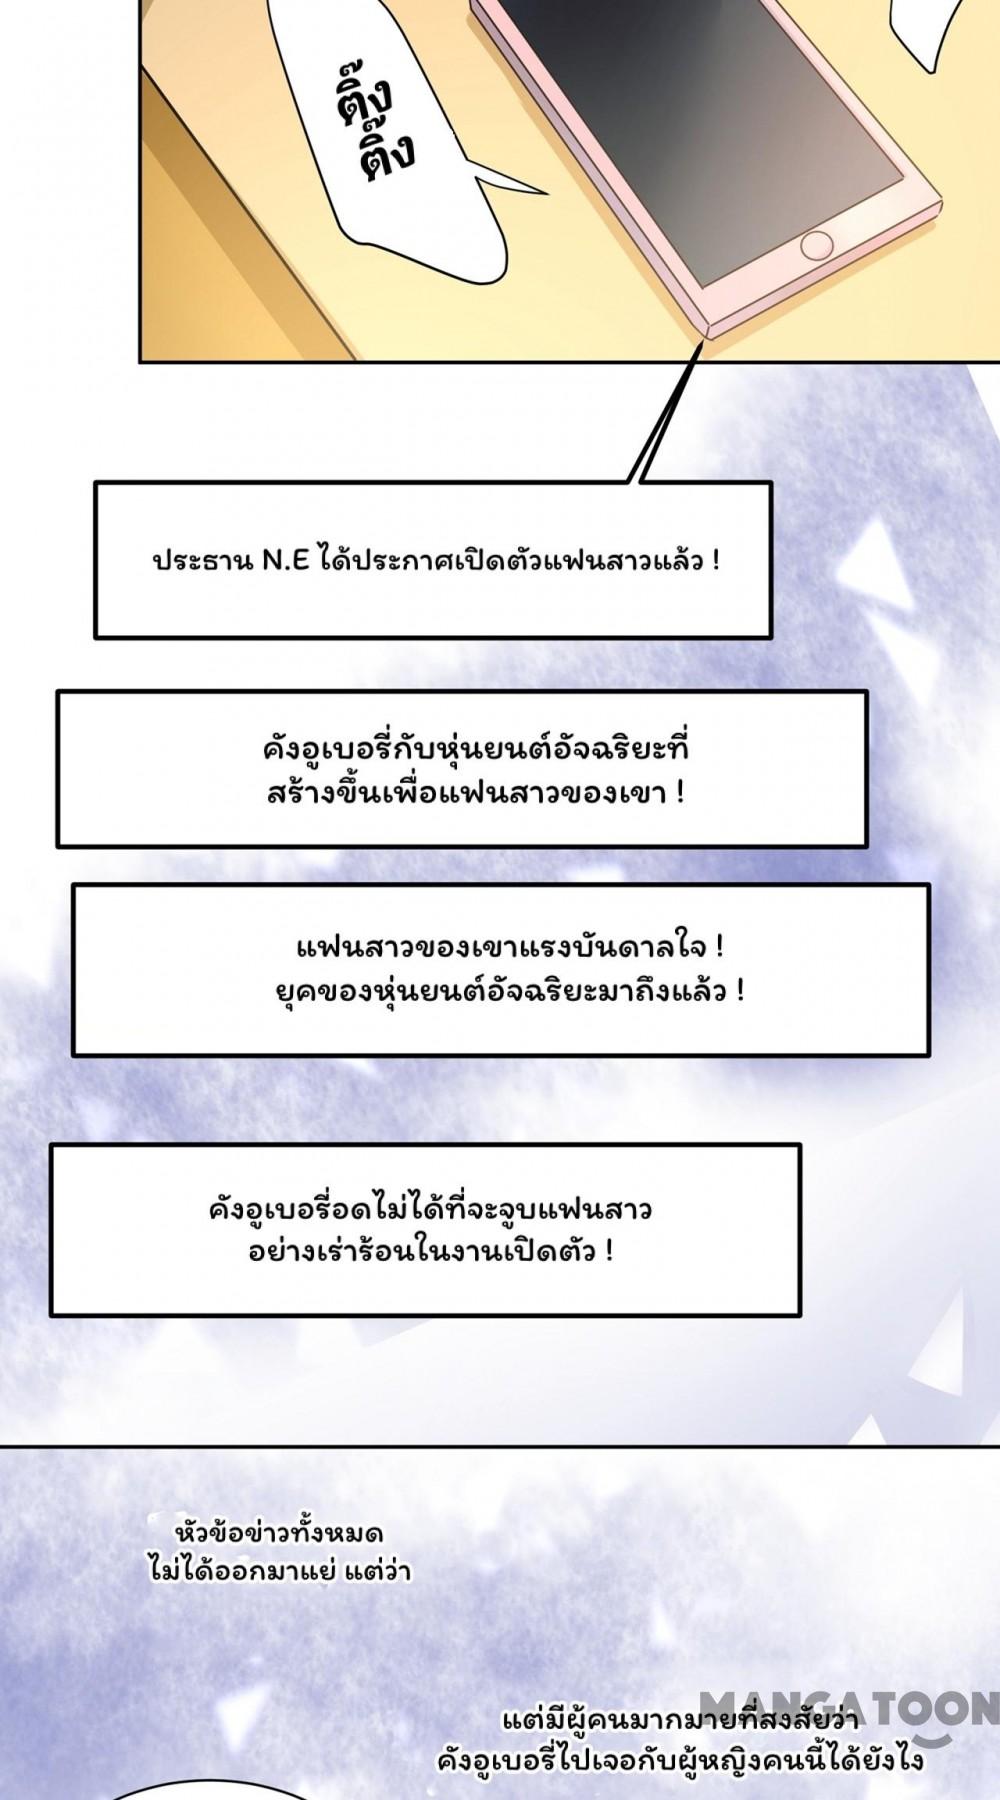 ติ๊ง
ติ๊ง
ประธาน N.E ได้ประกาศเปิดตัวแฟนสาวแล้ว !
คังอูเบอรี่กับหุ่นยนต์อัจฉริยะที่
สร้างขึ้นเพื่อแฟนสาวของเขา !
แฟนสาวของเขาแรงบันดาลใจ !
ยุคของหุ่นยนต์อัจฉริยะมาถึงแล้ว !
คังอูเบอรี่อดไม่ได้ที่จะจูบแฟนสาว
อย่างเร่าร้อนในงานเปิดตัว !
หัวข้อข่าวทั้งหมด
ไม่ได้ออกมาแย่ แต่ว่า
MANGATOON
แต่มีผู้คนมากมายที่สงสัยว่า
คังอูเบอรี่ไปเจอกับผู้หญิงคนนี้ได้ยังไง